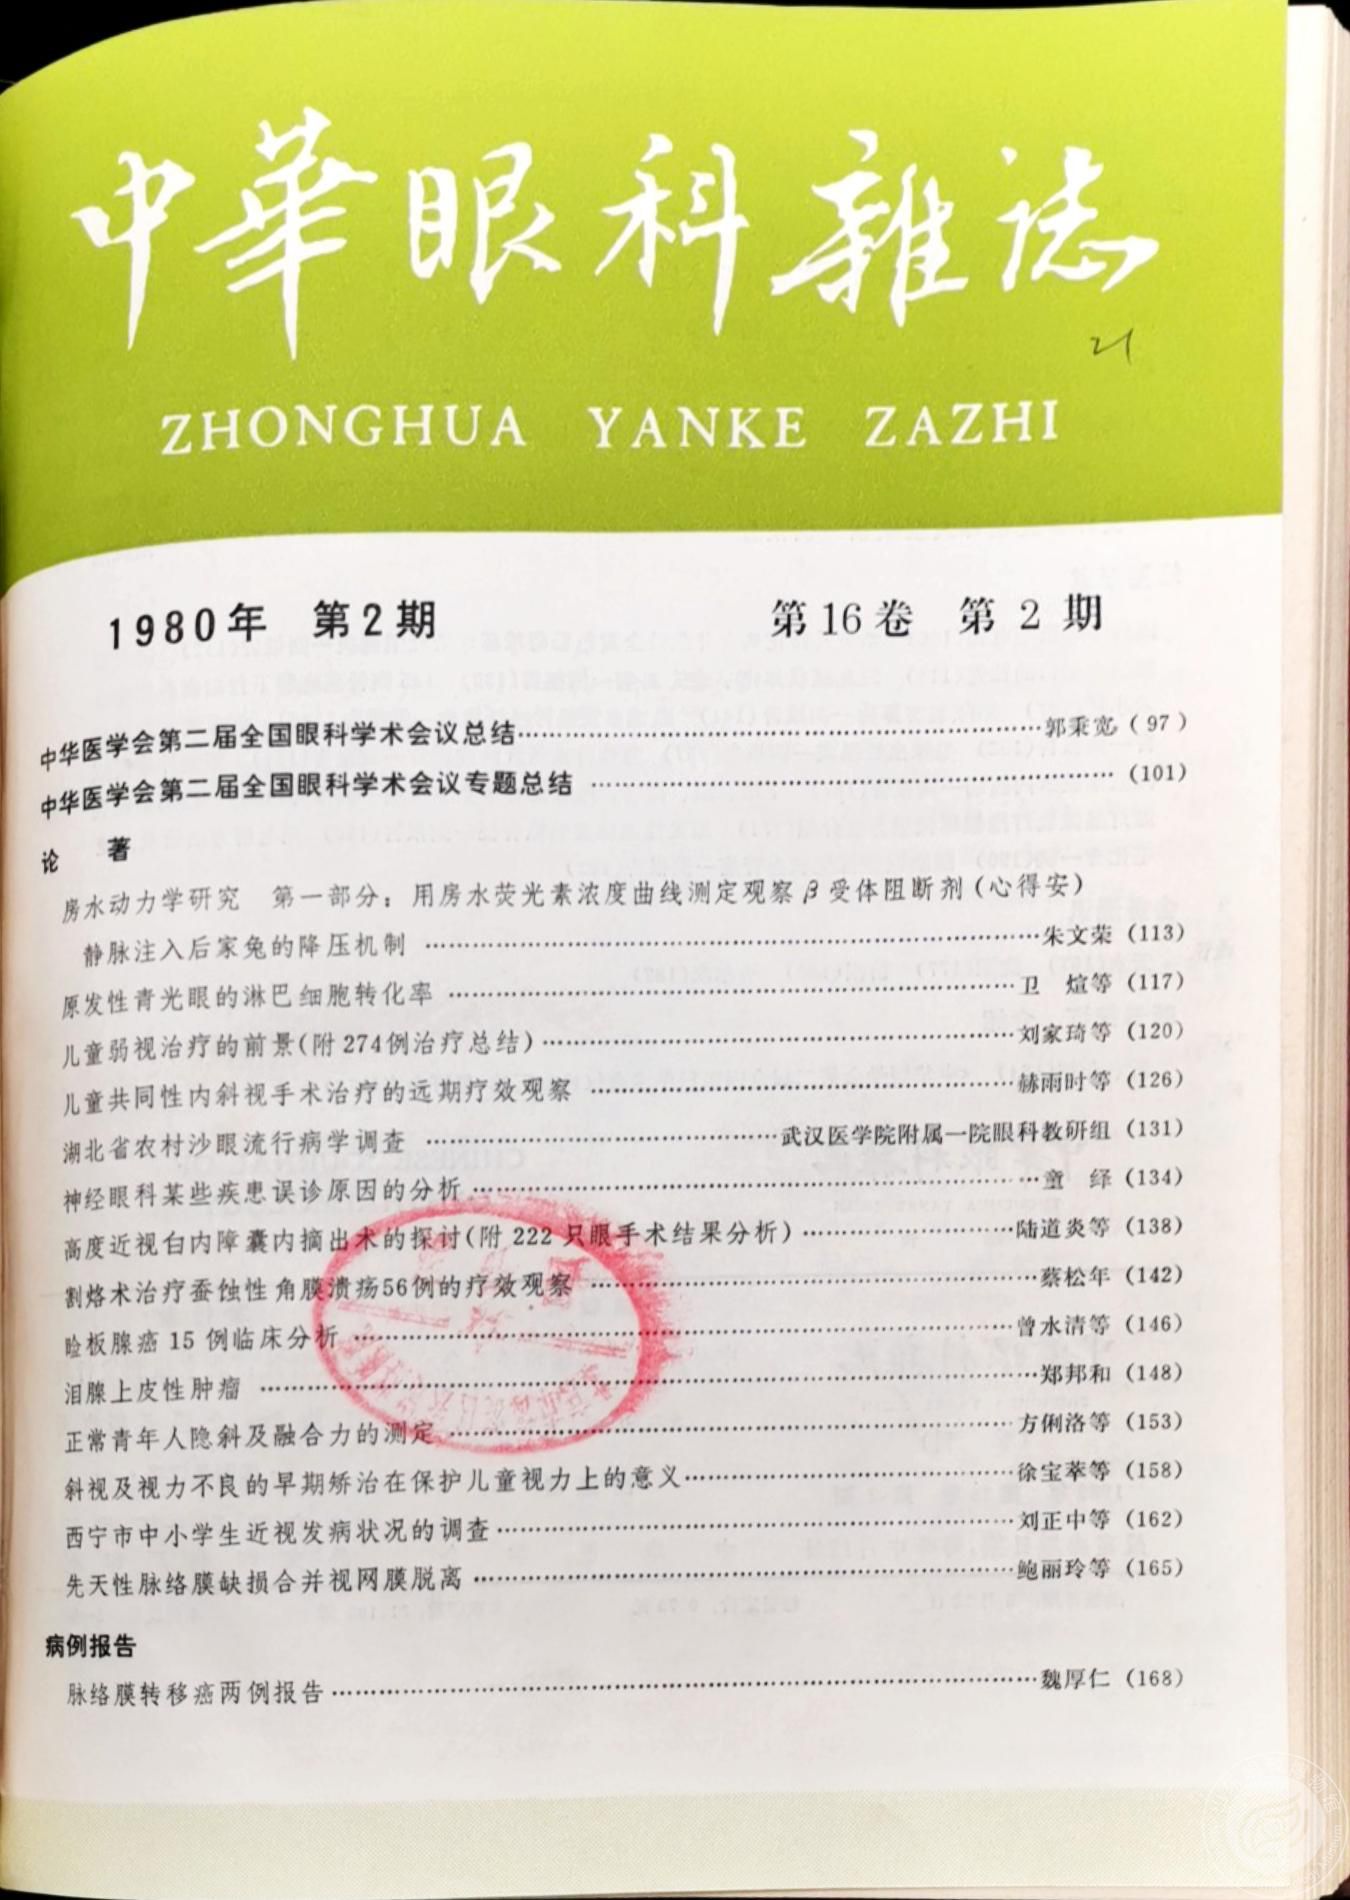 中華眼科雜誌
21
ZHONGHUA YANKE ZAZHI
1980年 第2期 第16卷 第2期
中华医学会第二届全国眼科学术会议总结……郭秉宽(97)
中华医学会第二届全国眼科学术会议专题总结……(101)
论 著
房水动力学研究 第一部分：用房水荧光素浓度曲线测定观察β受体阻断剂(心得安)
静脉注入后家兔的降压机制……朱文荣(113)
原发性青光眼的淋巴细胞转化率……卫 煊等(117)
儿童弱视治疗的前景(附274例治疗总结)……刘家琦等(120)
儿童共同性内斜视手术治疗的远期疗效观察……赫雨时等(126)
湖北省农村沙眼流行病学调查……武汉医学院附属一院眼科教研组(131)
神经眼科某些疾患误诊原因的分析……童 绎(134)
高度近视白内障囊内摘出术的探讨(附222只眼手术结果分析)……陆道炎等(138)
割烙术治疗蚕蚀性角膜溃疡56例的疗效观察……蔡松年(142)
睑板腺癌15例临床分析……曾水清等(146)
泪腺上皮性肿瘤……郑邦和(148)
正常青年人隐斜及融合力的测定……方俐洛等(153)
斜视及视力不良的早期矫治在保护儿童视力上的意义……徐宝萃等(158)
西宁市中小学生近视发病状况的调查……刘正中等(162)
先天性脉络膜缺损合并视网膜脱离……鲍丽玲等(165)
病例报告
脉络膜转移癌两例报告……魏厚仁(168)